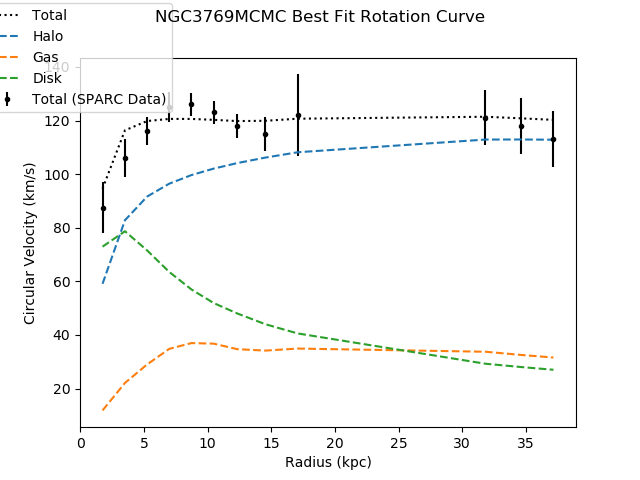 NGC3769MCMC Best Fit Rotation Curve
Total
Halo
Gas
Disk
Total (SPARC Data)
140
120
100
80
60
40
20
Circular Velocity (km/s)
0 5 10 15 20 25 30 35
Radius (kpc)